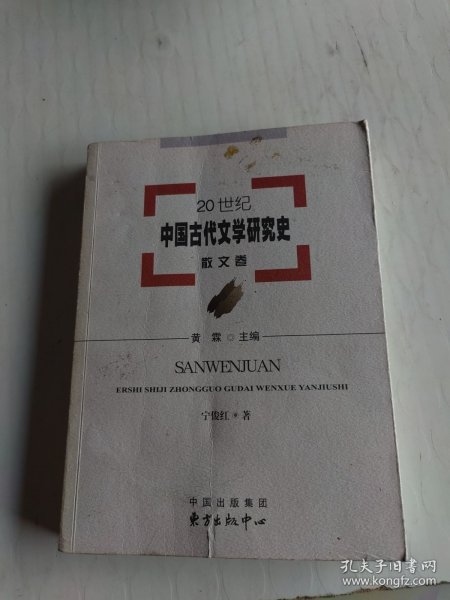 20世纪
中国古代文学研究史
散文卷
黄霖◎主编
SANWENJUAN
ERSHI SHIJI ZHONGGUO GUDAI WENXUE YANJIUSHI
宁俊红※著
中国出版集团
东方出版中心
孔夫子旧书网
www.kongfz.com